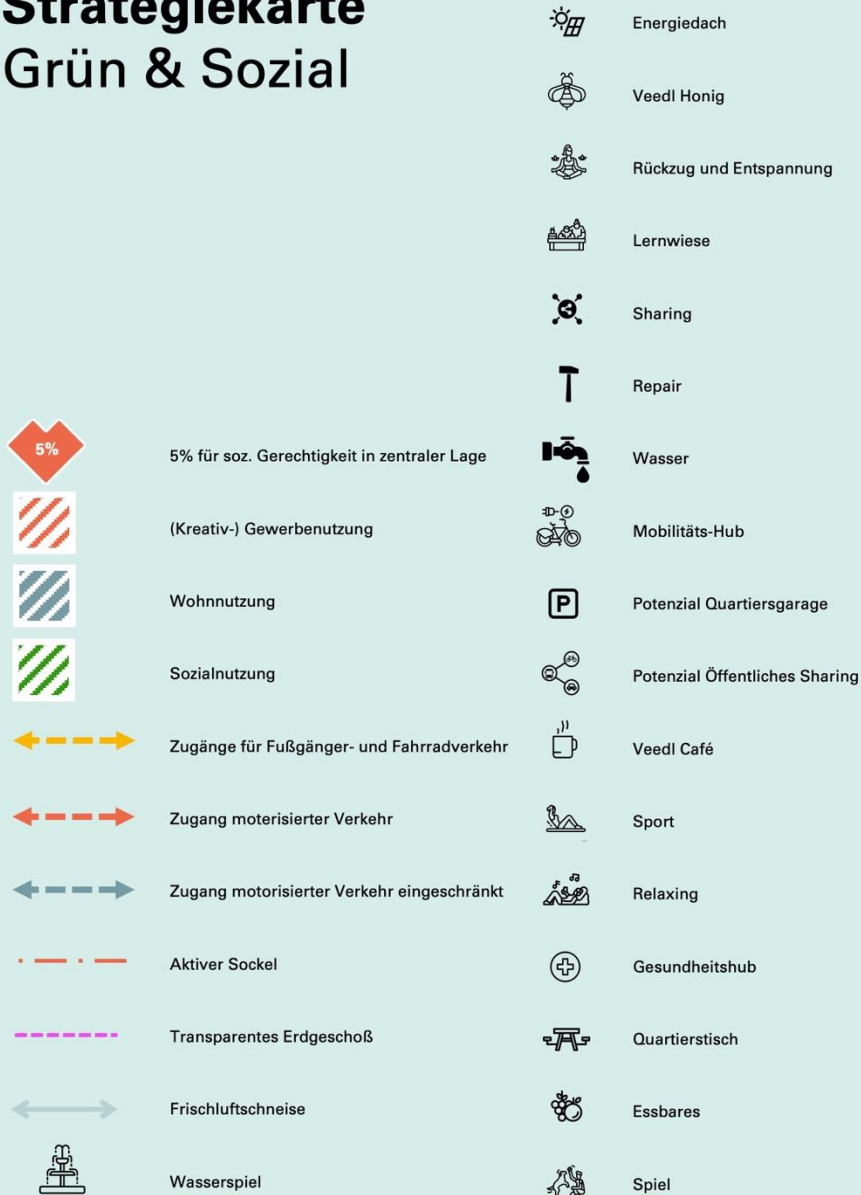 Strategiekarte
Grün & Sozial
5%
5% für soz. Gerechtigkeit in zentraler Lage
(Kreativ-) Gewerbenutzung
Wohnnutzung
Sozialnutzung
Zugänge für Fußgänger- und Fahrradverkehr
Zugang moterisierter Verkehr
Zugang motorisierter Verkehr eingeschränkt
Aktiver Sockel
Transparentes Erdgeschoß
Frischluftschneise
Wasserspiel
Energiedach
Veedl Honig
Rückzug und Entspannung
Lernwiese
Sharing
Repair
Wasser
Mobilitäts-Hub
P
Potenzial Quartiersgarage
Potenzial Öffentliches Sharing
Veedl Café
Sport
Relaxing
Gesundheitshub
Quartierstisch
Essbares
Spiel